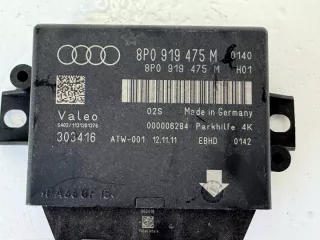 8P0 919 475 M 0140
8P0 919 475 M H01
Valeo 02S Made in Germany
000006284 Parkhilfe 4K
303416 ATW-001 12.11.11 EBHD 0142